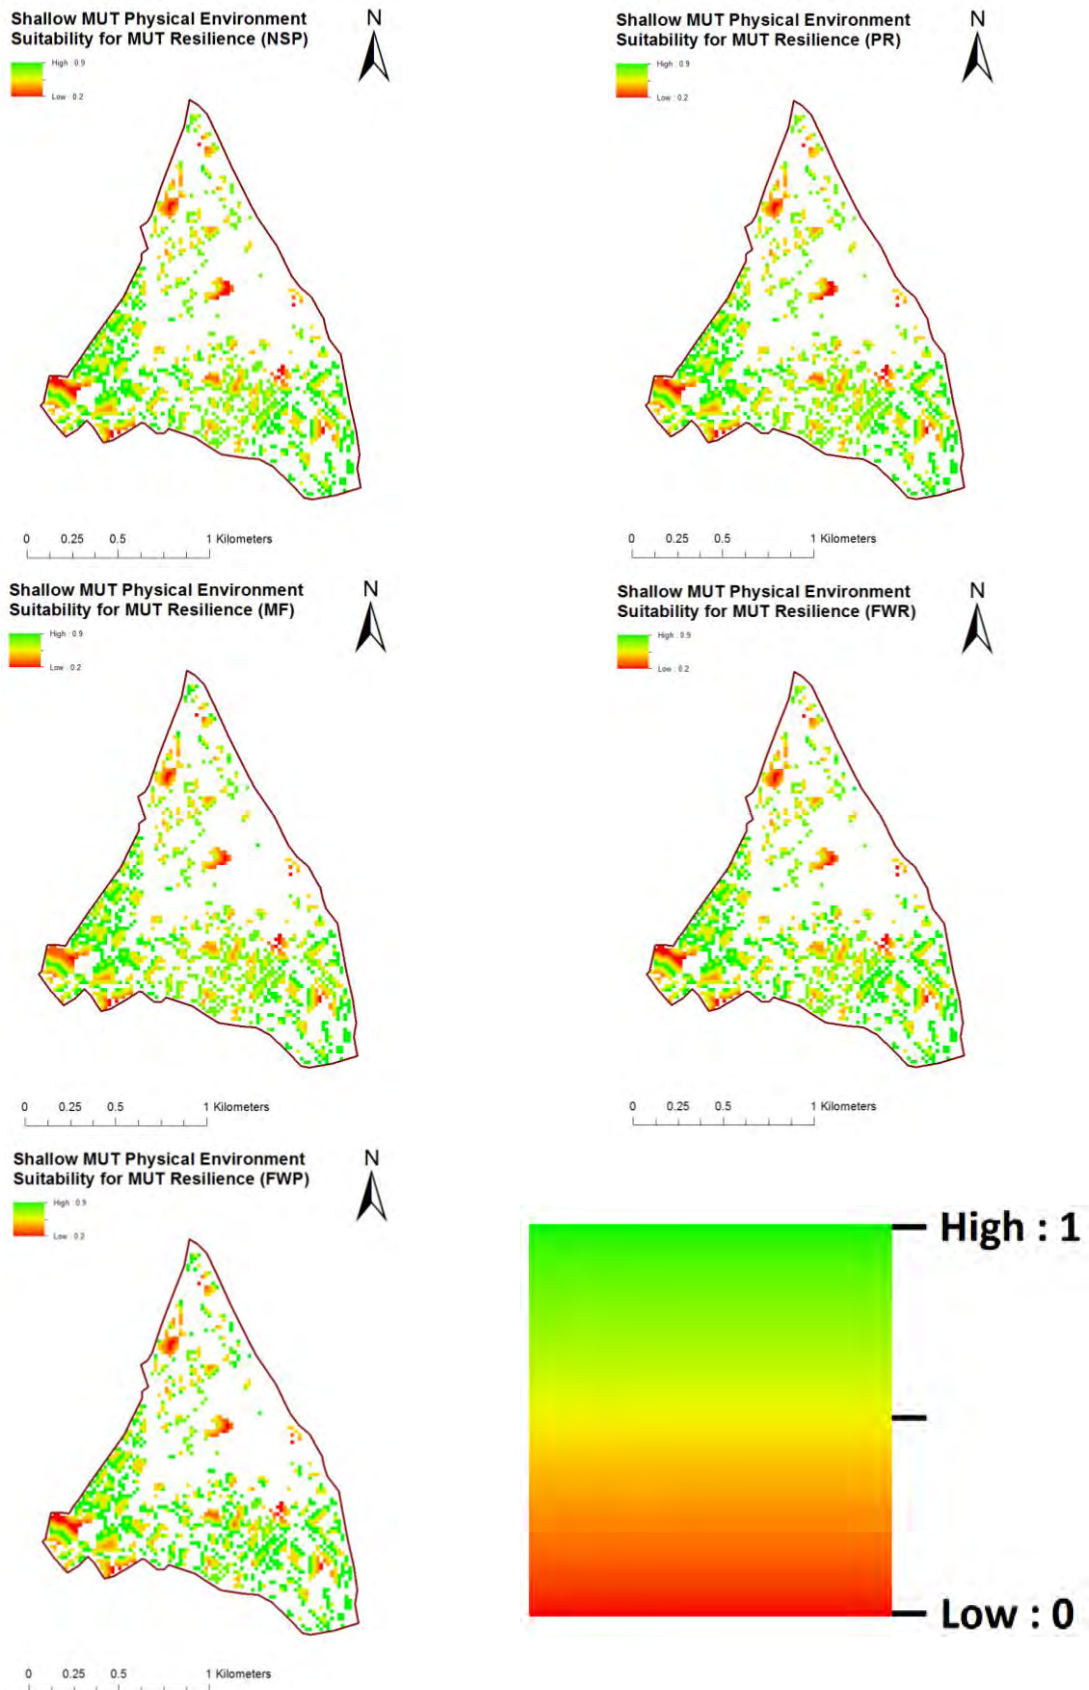 Shallow MUT Physical Environment
Suitability for MUT Resilience (NSP)
N
High : 0.9
Low : 0.2
0 0.25 0.5 1 Kilometers
Shallow MUT Physical Environment
Suitability for MUT Resilience (PR)
N
High : 0.9
Low : 0.2
0 0.25 0.5 1 Kilometers
Shallow MUT Physical Environment
Suitability for MUT Resilience (MF)
N
High : 0.9
Low : 0.2
0 0.25 0.5 1 Kilometers
Shallow MUT Physical Environment
Suitability for MUT Resilience (FWR)
N
High : 0.9
Low : 0.2
0 0.25 0.5 1 Kilometers
Shallow MUT Physical Environment
Suitability for MUT Resilience (FWP)
N
High : 0.9
Low : 0.2
0 0.25 0.5 1 Kilometers
High : 1
Low : 0